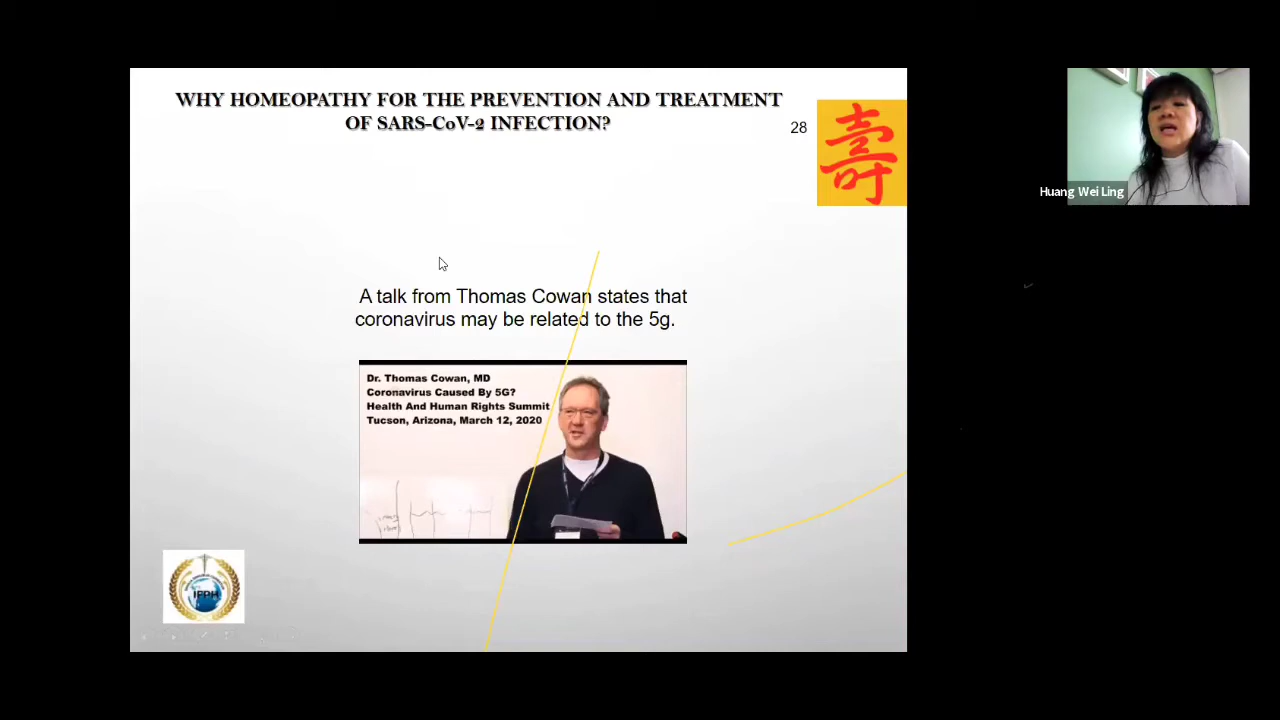 WHY HOMEOPATHY FOR THE PREVENTION AND TREATMENT
OF SARS-CoV-2 INFECTION?
28
壽
Huang Wei Ling
A talk from Thomas Cowan states that
coronavirus may be related to the 5g.
Dr. Thomas Cowan, MD
Coronavirus Caused By 5G?
Health And Human Rights Summit
Tucson, Arizona, March 12, 2020
IFPH